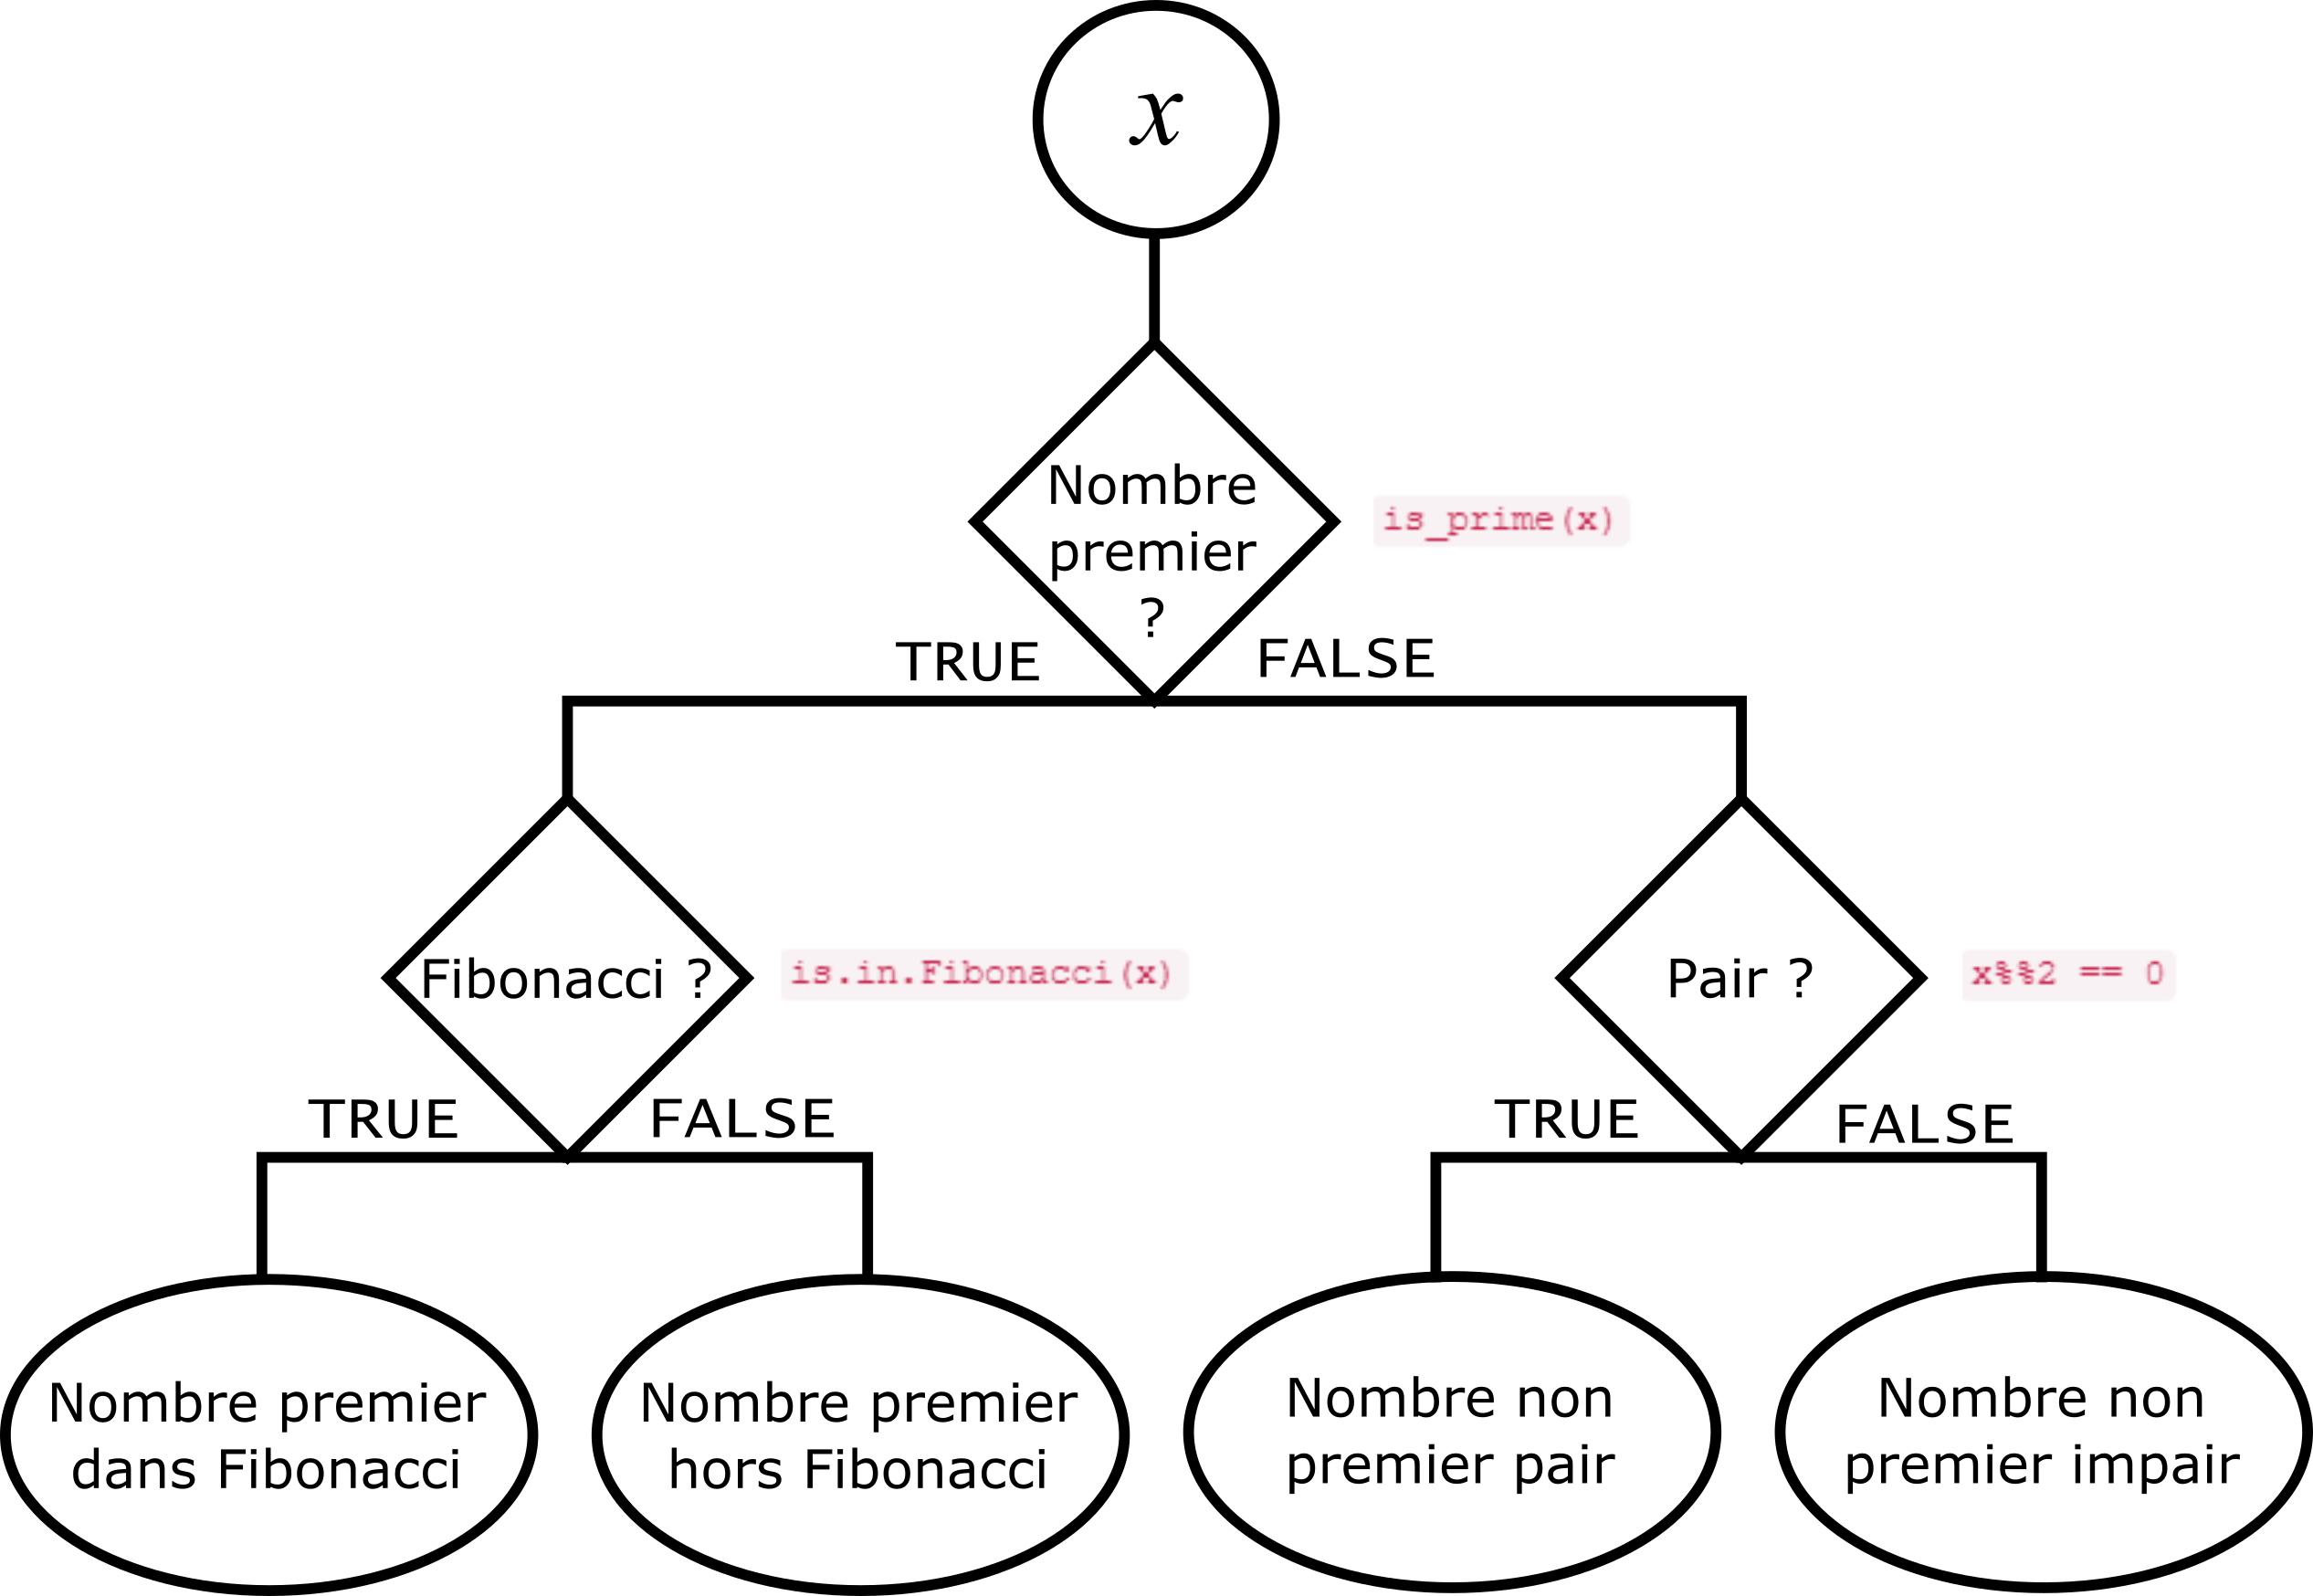 x
Nombre
premier
?
is_prime(x)
TRUE
FALSE
Fibonacci ?
is.in.Fibonacci(x)
Pair ?
x%%2 == 0
TRUE
FALSE
TRUE
FALSE
Nombre premier
dans Fibonacci
Nombre premier
hors Fibonacci
Nombre non
premier pair
Nombre non
premier impair